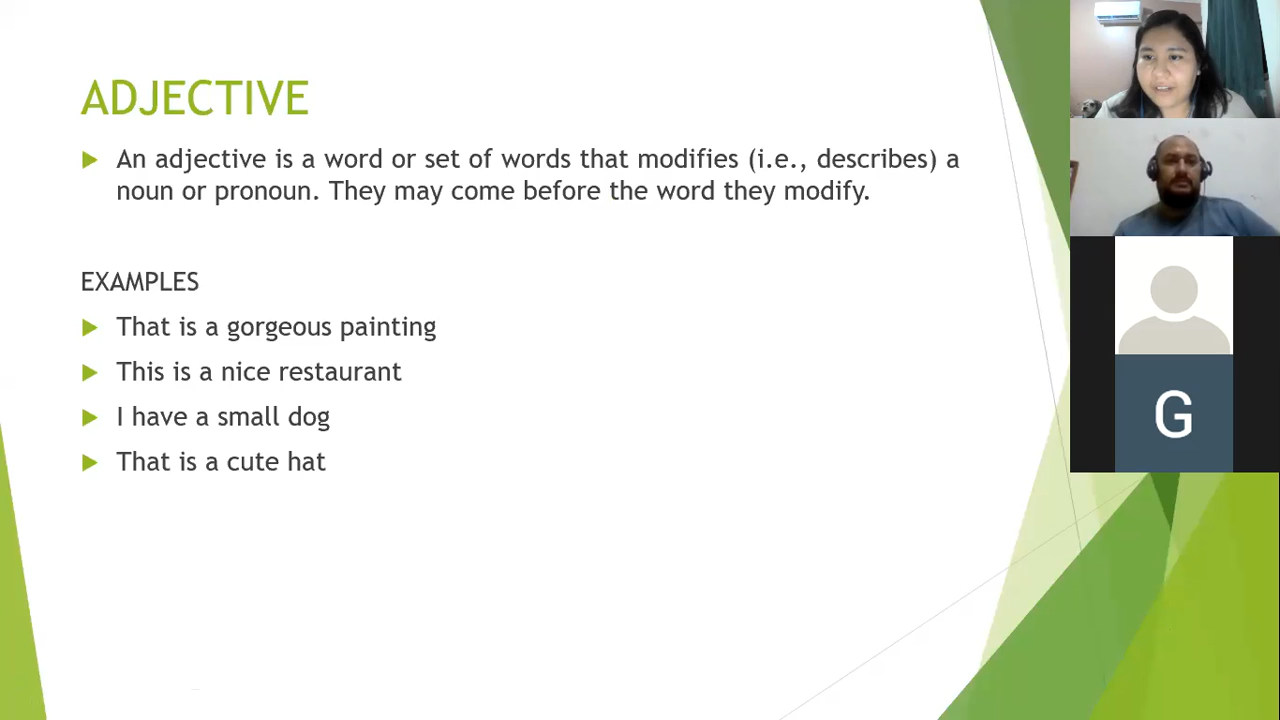 ADJECTIVE
An adjective is a word or set of words that modifies (i.e., describes) a
noun or pronoun. They may come before the word they modify.
EXAMPLES
That is a gorgeous painting
This is a nice restaurant
I have a small dog
That is a cute hat
G